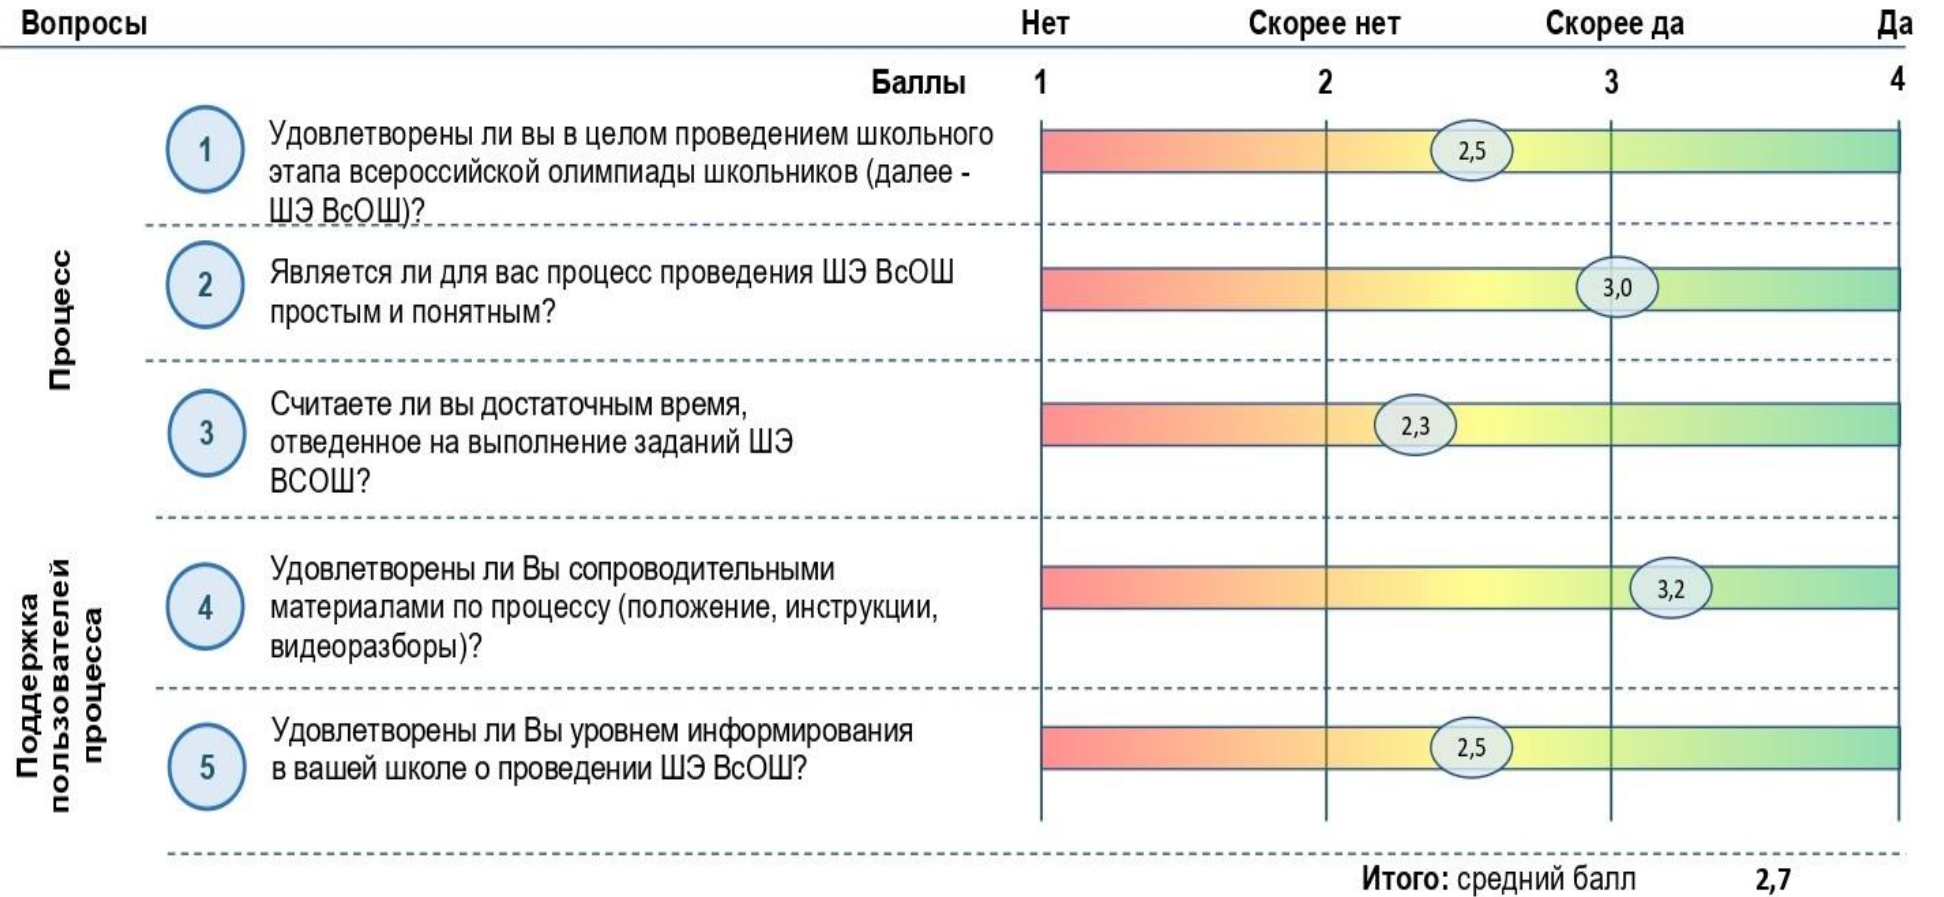 Вопросы Нет Скорее нет Скорее да Да
Баллы 1 2 3 4
Процесс
1
Удовлетворены ли вы в целом проведением школьного
этапа всероссийской олимпиады школьников (далее -
ШЭ ВсОШ)?
2,5
2
Является ли для вас процесс проведения ШЭ ВсОШ
простым и понятным?
3,0
3
Считаете ли вы достаточным время,
отведенное на выполнение заданий ШЭ
ВСОШ?
2,3
Поддержка
пользователей
процесса
4
Удовлетворены ли Вы сопроводительными
материалами по процессу (положение, инструкции,
видеоразборы)?
3,2
5
Удовлетворены ли Вы уровнем информирования
в вашей школе о проведении ШЭ ВсОШ?
2,5
Итого: средний балл 2,7